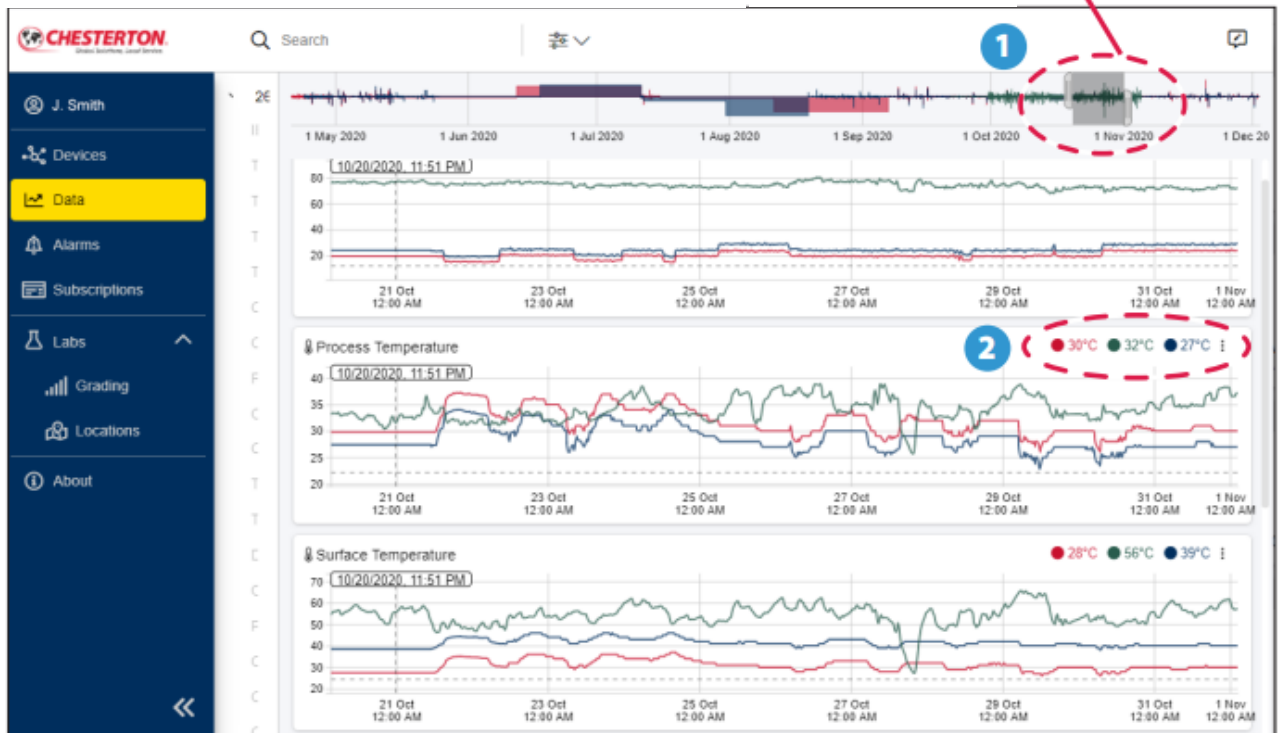 CHESTERTON
Global Solutions, Local Service.
Search
1
J. Smith
Devices
Data
Alarms
Subscriptions
Labs
Grading
Locations
About
1 May 2020 1 Jun 2020 1 Jul 2020 1 Aug 2020 1 Sep 2020 1 Oct 2020 1 Nov 2020 1 Dec 20
10/20/2020, 11:51 PM
80
60
40
20
21 Oct 23 Oct 25 Oct 27 Oct 29 Oct 31 Oct 1 Nov
12:00 AM 12:00 AM 12:00 AM 12:00 AM 12:00 AM 12:00 AM 12:00 AM
Process Temperature 2 30°C 32°C 27°C
10/20/2020, 11:51 PM
40
35
30
25
20
21 Oct 23 Oct 25 Oct 27 Oct 29 Oct 31 Oct 1 Nov
12:00 AM 12:00 AM 12:00 AM 12:00 AM 12:00 AM 12:00 AM 12:00 AM
Surface Temperature 28°C 56°C 39°C
10/20/2020, 11:51 PM
70
60
50
40
30
20
21 Oct 23 Oct 25 Oct 27 Oct 29 Oct 31 Oct 1 Nov
12:00 AM 12:00 AM 12:00 AM 12:00 AM 12:00 AM 12:00 AM 12:00 AM